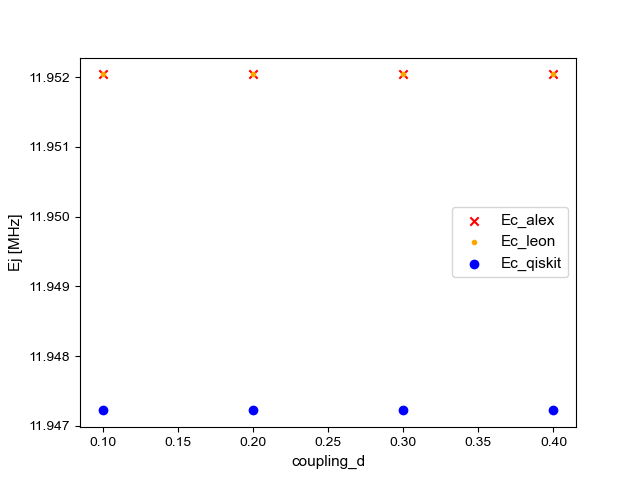 11.952
11.951
11.950
11.949
11.948
11.947
Ej [MHz]
Ec_alex
Ec_leon
Ec_qiskit
0.10
0.15
0.20
0.25
0.30
0.35
0.40
coupling_d